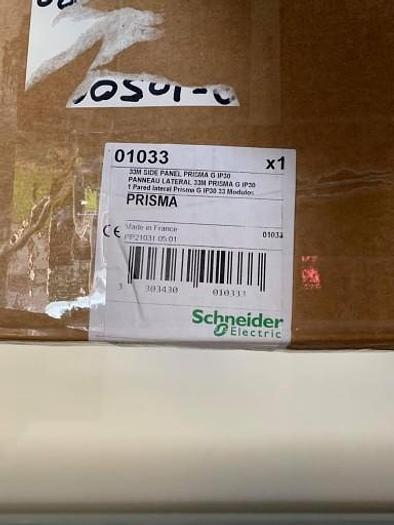 01033 x1
33M SIDE PANEL PRISMA G IP30
PANNEAU LATERAL 33M PRISMA G IP30
1 Pared lateral Prisma G IP30 33 Modulos
PRISMA
CE Made in France 01033
PP21031 05 01
3 303430 010333
Schneider
Electric